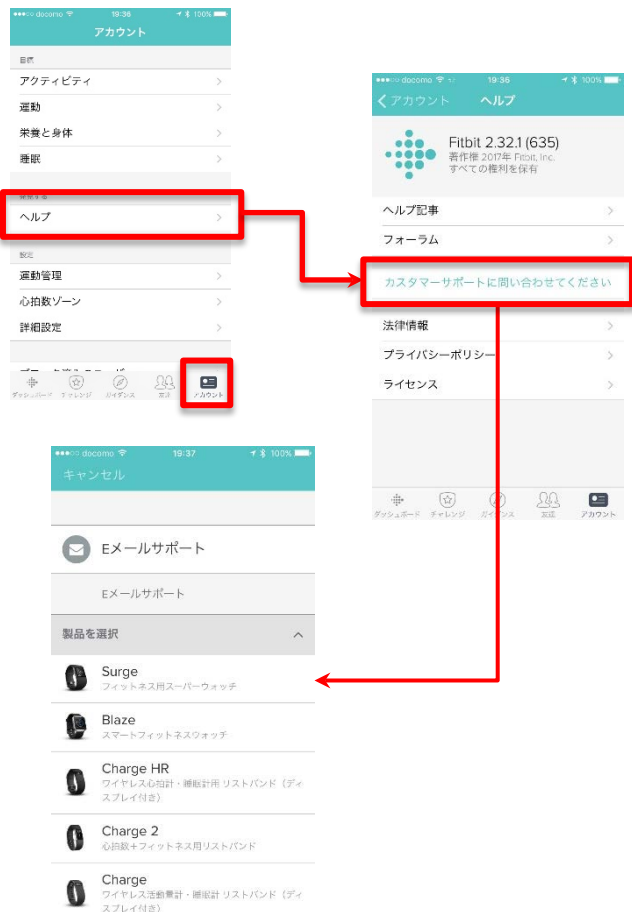 docomo 19:36 100%
アカウント
目標
アクティビティ
運動
栄養と身体
睡眠
ヘルプ
設定
運動管理
心拍数ゾーン
詳細設定
ダッシュボード チャレンジ ガイダンス 友達 アカウント
docomo 19:36 100%
アカウント ヘルプ
Fitbit 2.32.1 (635)
著作権 2017年 Fitbit, Inc.
すべての権利を保有
ヘルプ記事
フォーラム
カスタマーサポートに問い合わせてください
法律情報
プライバシーポリシー
ライセンス
ダッシュボード チャレンジ ガイダンス 友達 アカウント
docomo 19:37 100%
キャンセル
Eメールサポート
Eメールサポート
製品を選択
Surge
フィットネス用スーパーウォッチ
Blaze
スマートフィットネスウォッチ
Charge HR
ワイヤレス心拍計・睡眠計用 リストバンド（ディ
スプレイ付き）
Charge 2
心拍数＋フィットネス用リストバンド
Charge
ワイヤレス活動量計・睡眠計 リストバンド（ディ
スプレイ付き）